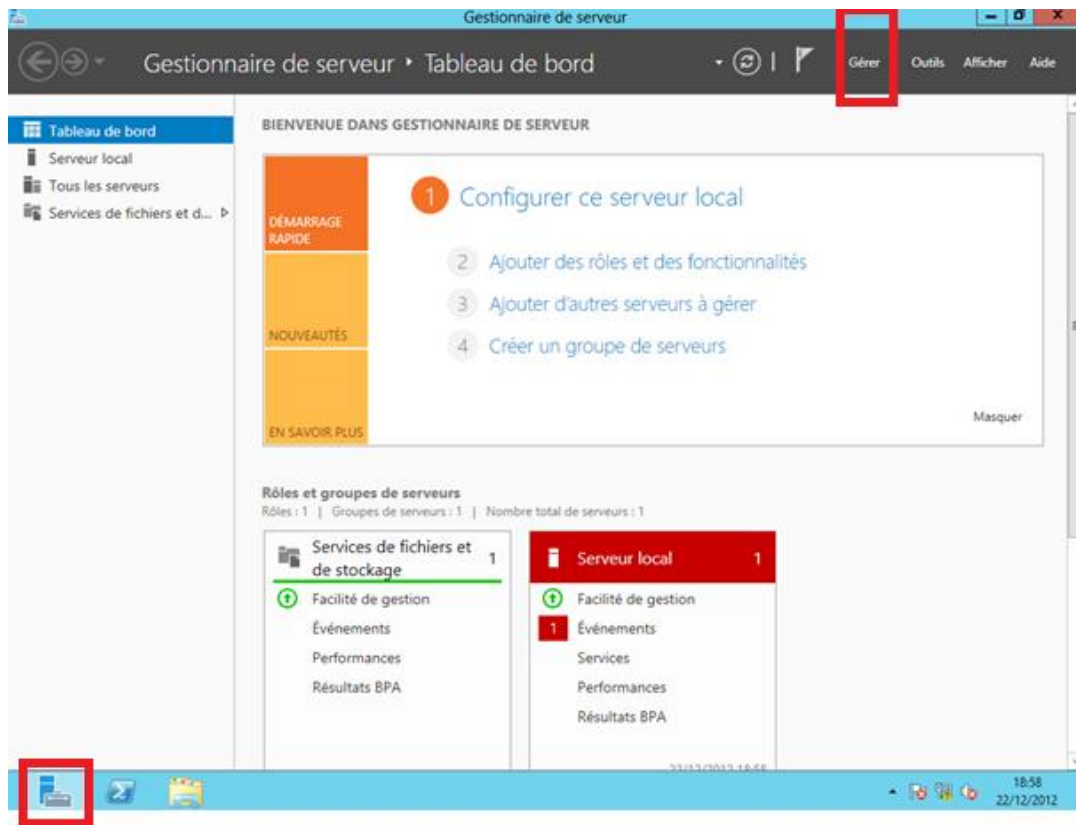 Gestionnaire de serveur
Gestionnaire de serveur • Tableau de bord
Gérer Outils Afficher Aide
Tableau de bord
Serveur local
Tous les serveurs
Services de fichiers et d...
BIENVENUE DANS GESTIONNAIRE DE SERVEUR
DÉMARRAGE
RAPIDE
NOUVEAUTÉS
EN SAVOIR PLUS
1 Configurer ce serveur local
2 Ajouter des rôles et des fonctionnalités
3 Ajouter d'autres serveurs à gérer
4 Créer un groupe de serveurs
Masquer
Rôles et groupes de serveurs
Rôles : 1 | Groupes de serveurs : 1 | Nombre total de serveurs : 1
Services de fichiers et
de stockage
1
Facilité de gestion
Événements
Performances
Résultats BPA
Serveur local 1
Facilité de gestion
1 Événements
Services
Performances
Résultats BPA
22/12/2012 18:58
18:58
22/12/2012